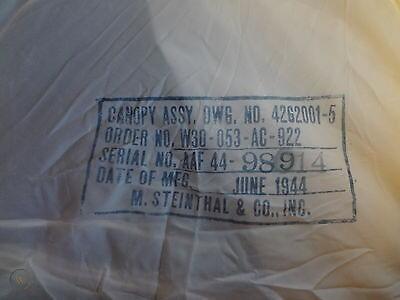 CANOPY ASSY. DWG. NO. 42G2001-5
ORDER NO. W30-053-AC-922
SERIAL NO. AAF 44-98914
DATE OF MFG. JUNE 1944
M. STEINTHAL & CO., INC.